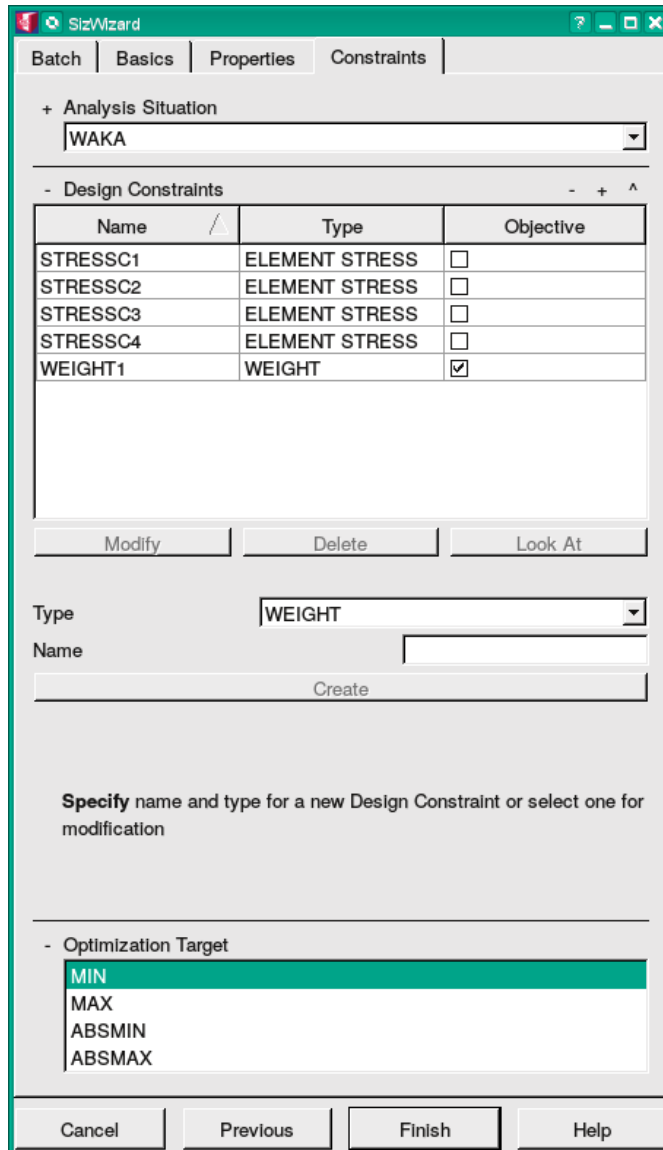 SizWizard
Batch Basics Properties Constraints
+ Analysis Situation
WAKA
- Design Constraints - + ^
Name Type Objective
STRESSC1 ELEMENT STRESS
STRESSC2 ELEMENT STRESS
STRESSC3 ELEMENT STRESS
STRESSC4 ELEMENT STRESS
WEIGHT1 WEIGHT
Modify Delete Look At
Type WEIGHT
Name
Create
Specify name and type for a new Design Constraint or select one for
modification
- Optimization Target
MIN
MAX
ABSMIN
ABSMAX
Cancel Previous Finish Help